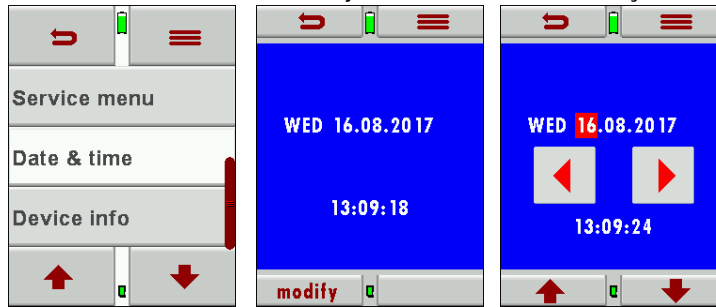 Service menu
Date & time
Device info
WED 16.08.2017
13:09:18
modify
WED 16.08.2017
13:09:24